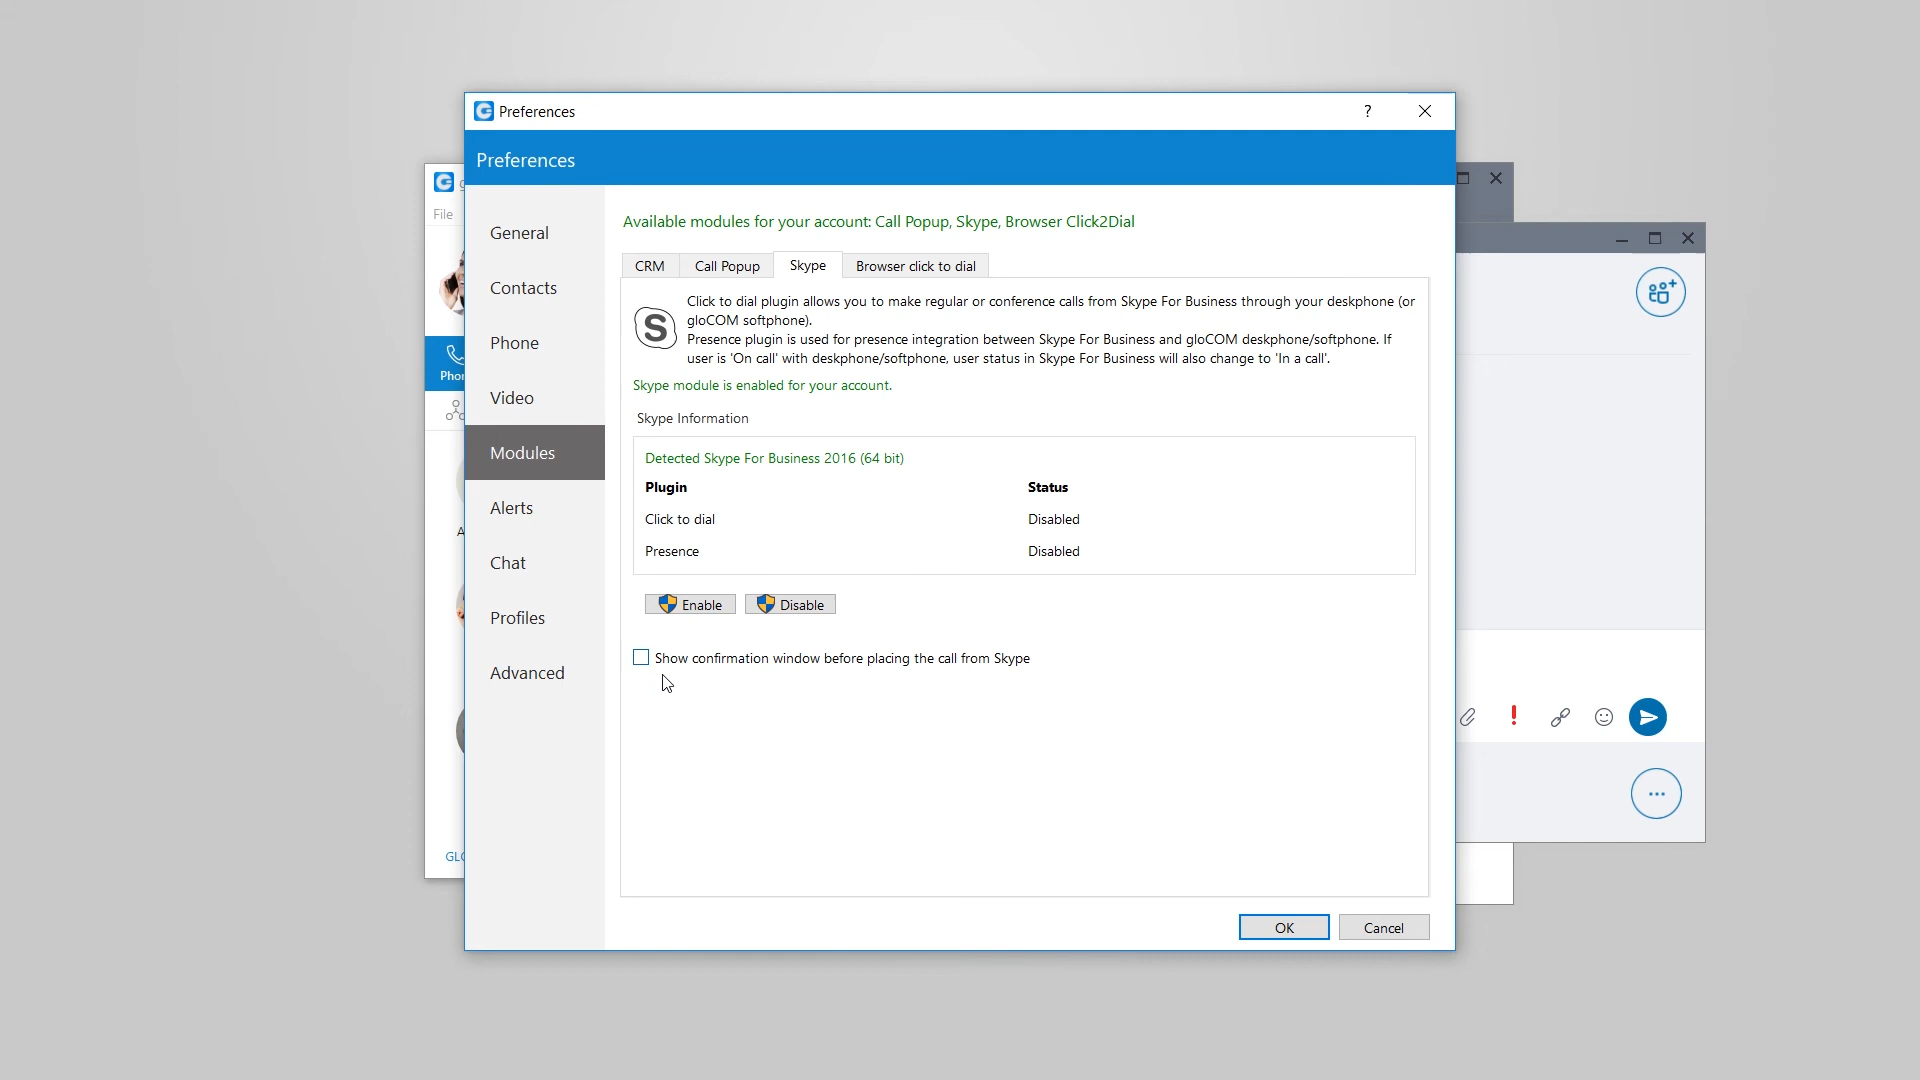 Preferences
?
Preferences
File
General
Contacts
Phone
Video
Modules
Alerts
Chat
Profiles
Advanced
Available modules for your account: Call Popup, Skype, Browser Click2Dial
CRM
Call Popup
Skype
Browser click to dial
Click to dial plugin allows you to make regular or conference calls from Skype For Business through your deskphone (or
gloCOM softphone).
Presence plugin is used for presence integration between Skype For Business and gloCOM deskphone/softphone. If
user is 'On call' with deskphone/softphone, user status in Skype For Business will also change to 'In a call'.
Skype module is enabled for your account.
Skype Information
Detected Skype For Business 2016 (64 bit)
Plugin Status
Click to dial Disabled
Presence Disabled
Enable Disable
Show confirmation window before placing the call from Skype
OK Cancel